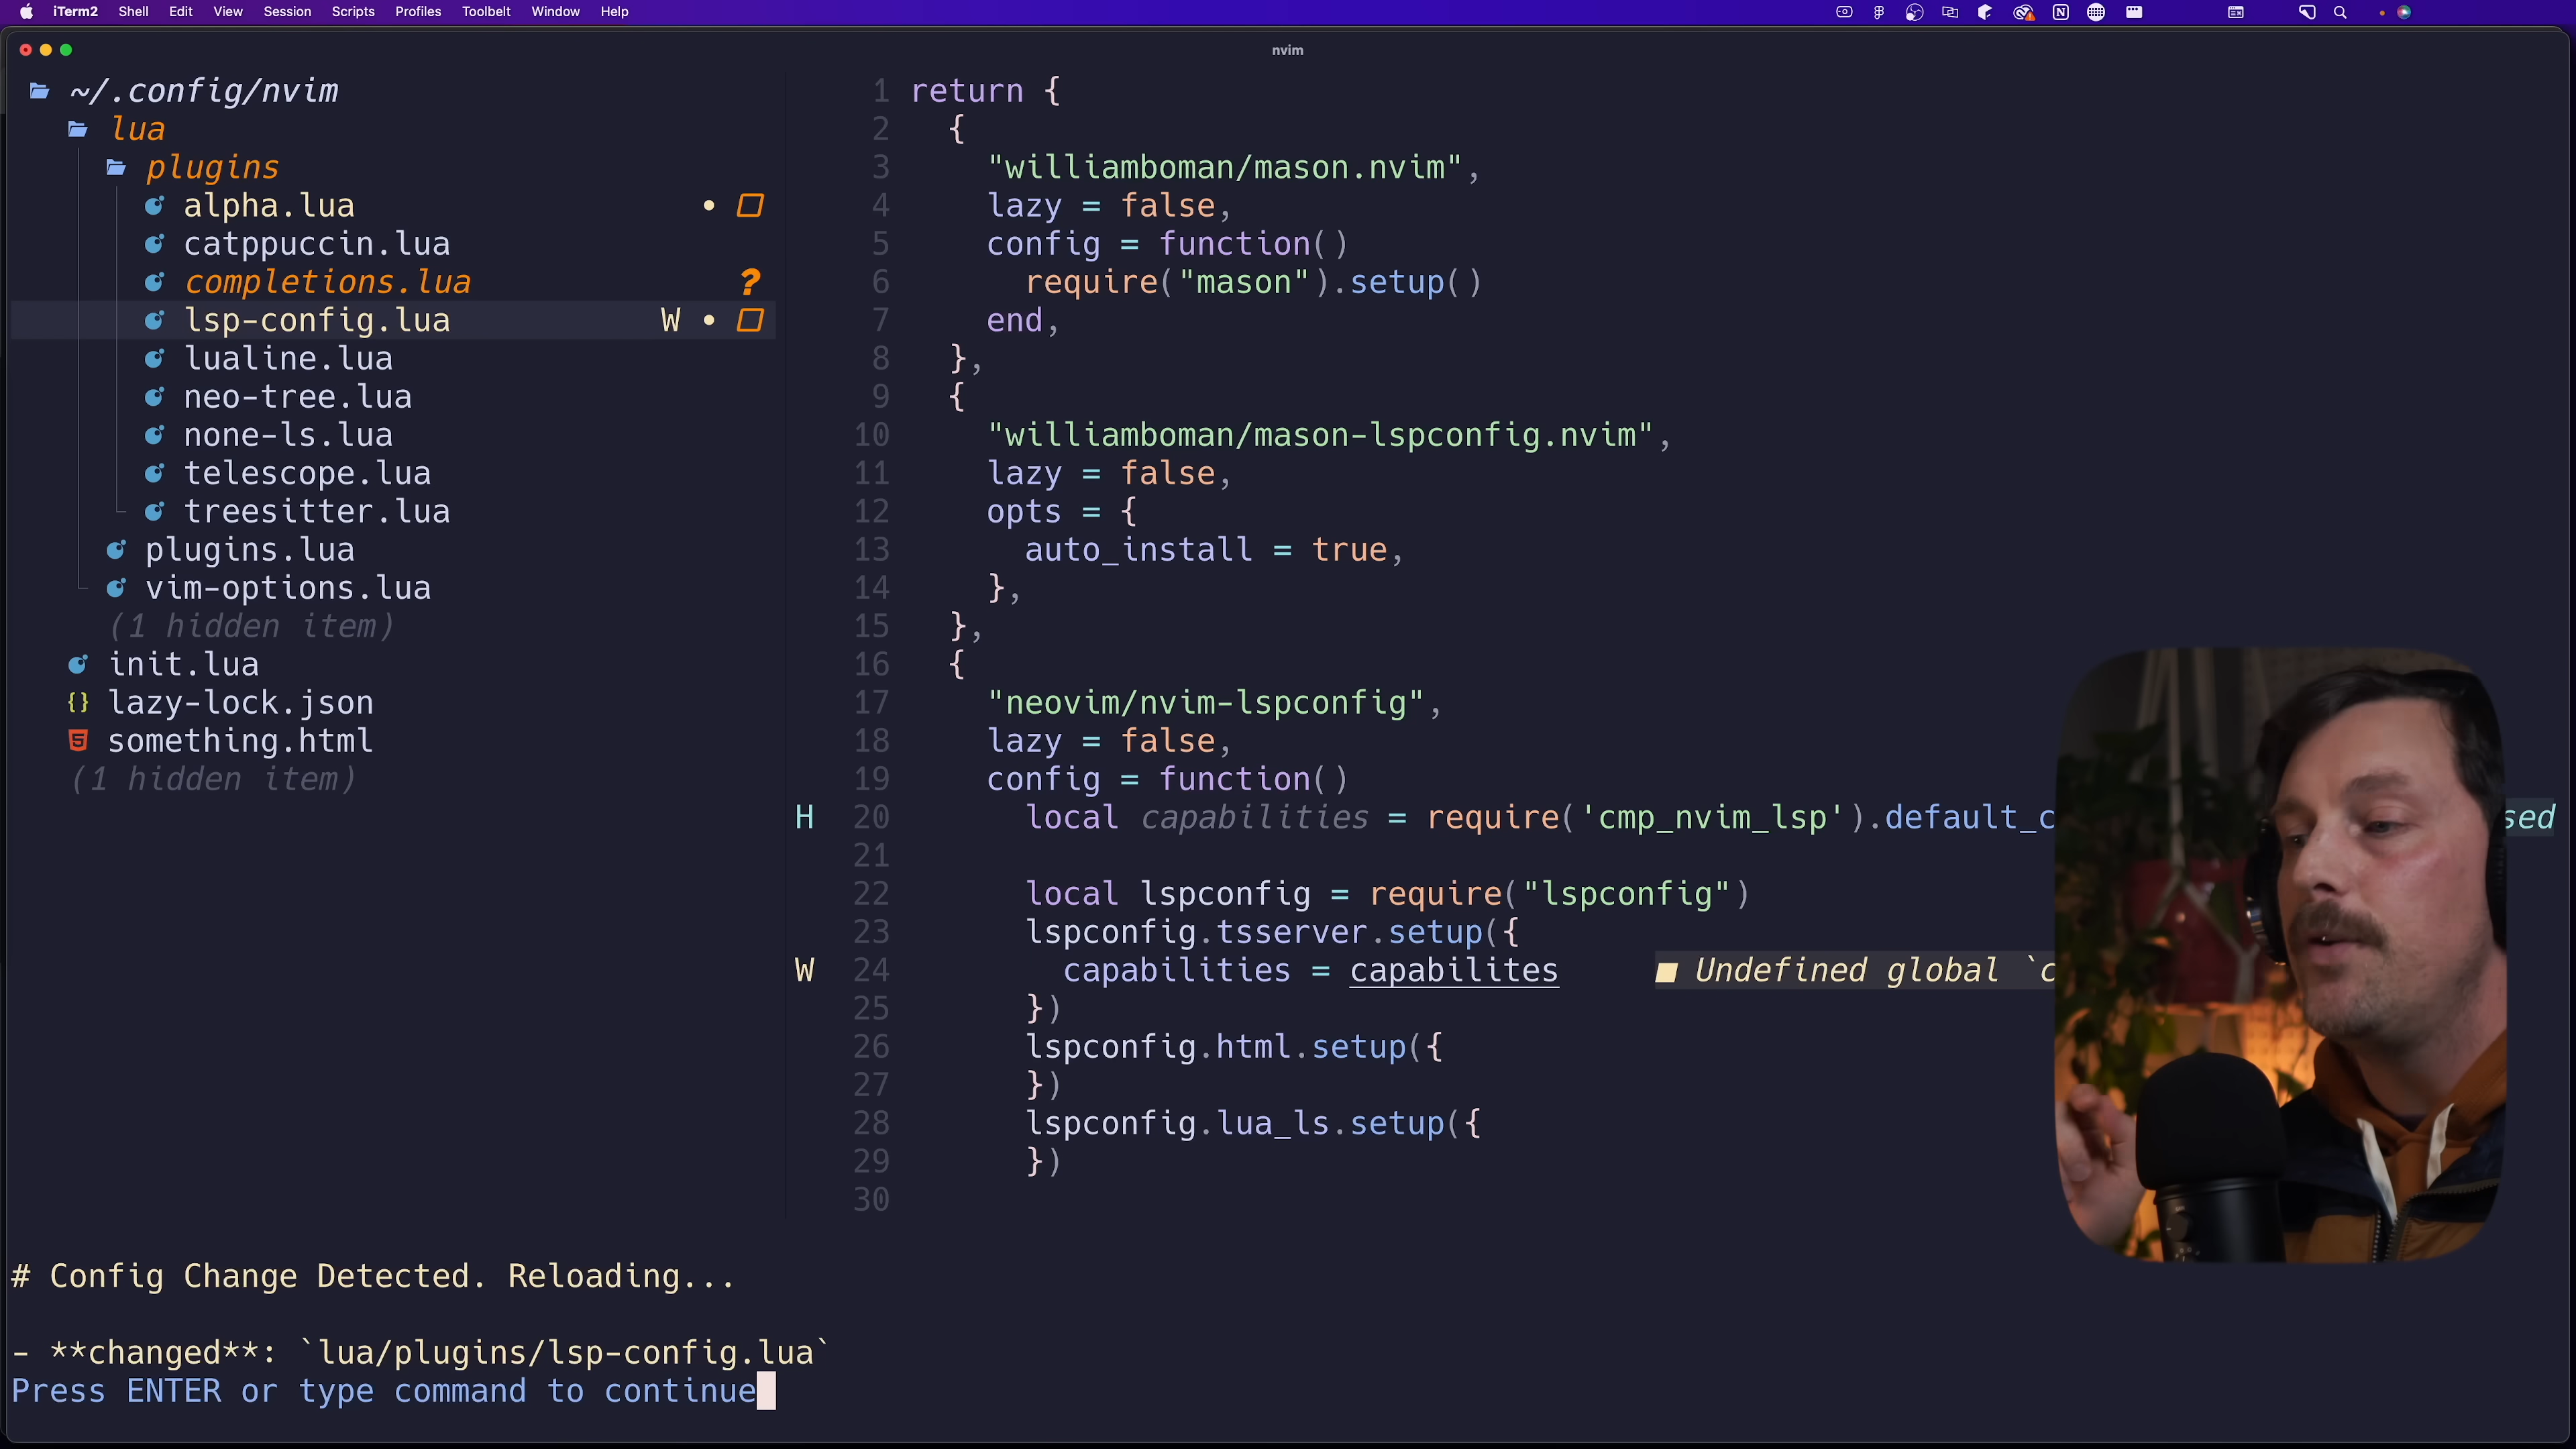 iTerm2 Shell Edit View Session Scripts Profiles Toolbelt Window Help
nvim
~/.config/nvim
lua
plugins
alpha.lua
catppuccin.lua
completions.lua ?
lsp-config.lua W
lualine.lua
neo-tree.lua
none-ls.lua
telescope.lua
treesitter.lua
plugins.lua
vim-options.lua
(1 hidden item)
init.lua
{} lazy-lock.json
something.html
(1 hidden item)
1 return {
2 {
3 "williamboman/mason.nvim",
4 lazy = false,
5 config = function()
6 require("mason").setup()
7 end,
8 },
9 {
10 "williamboman/mason-lspconfig.nvim",
11 lazy = false,
12 opts = {
13 auto_install = true,
14 },
15 },
16 {
17 "neovim/nvim-lspconfig",
18 lazy = false,
19 config = function()
H 20 local capabilities = require('cmp_nvim_lsp').default_c sed
21
22 local lspconfig = require("lspconfig")
23 lspconfig.tsserver.setup({
W 24 capabilities = capabilites ■ Undefined global `c
25 })
26 lspconfig.html.setup({
27 })
28 lspconfig.lua_ls.setup({
29 })
30
# Config Change Detected. Reloading...
- **changed**: `lua/plugins/lsp-config.lua`
Press ENTER or type command to continue